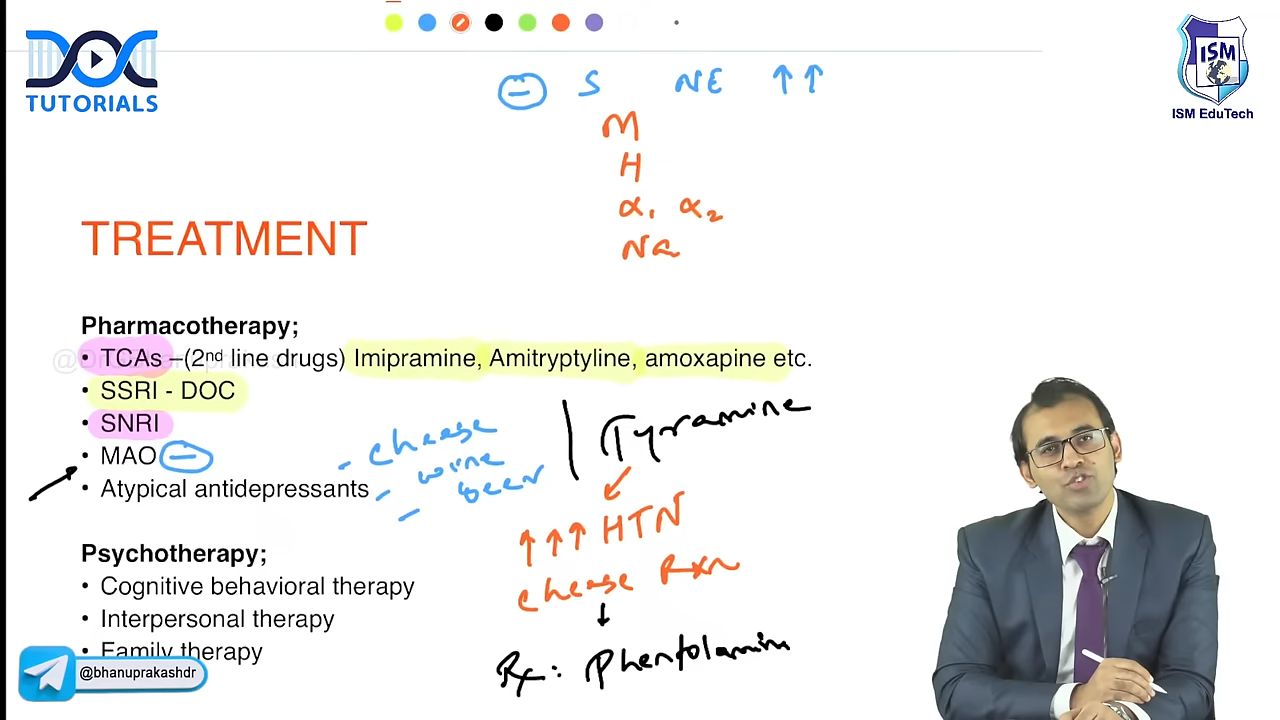 DOC
TUTORIALS
ISM
ISM EduTech
⊖ S NE ↑↑
M
H
α₁ α₂
Na
TREATMENT
Pharmacotherapy;
• TCAs –(2nd line drugs) Imipramine, Amitryptyline, amoxapine etc.
• SSRI - DOC
• SNRI
• MAO ⊖
• Atypical antidepressants
- cheese
- wine
- beer
Tyramine
↑↑↑ HTN
cheese Rxn
↓
Rx: Phentolamin
Psychotherapy;
• Cognitive behavioral therapy
• Interpersonal therapy
• Family therapy
@bhanuprakashdr